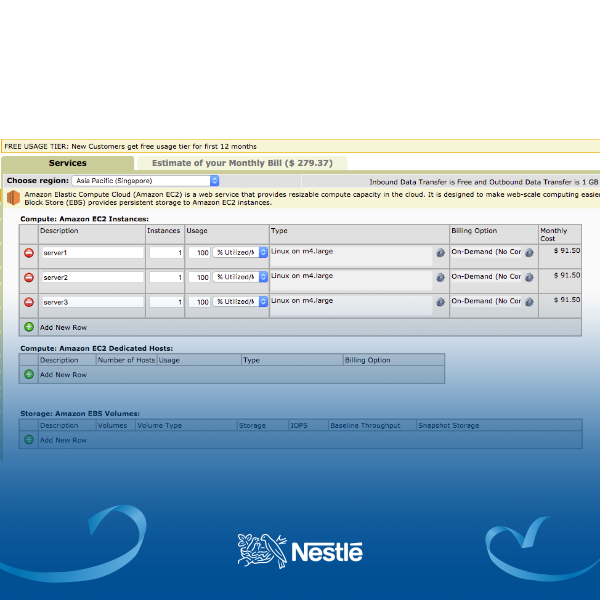 FREE USAGE TIER: New Customers get free usage tier for first 12 months
Services
Estimate of your Monthly Bill ($ 279.37)
Choose region: Asia Pacific (Singapore)
Inbound Data Transfer is Free and Outbound Data Transfer is 1 GB
Amazon Elastic Compute Cloud (Amazon EC2) is a web service that provides resizable compute capacity in the cloud. It is designed to make web-scale computing easier
Block Store (EBS) provides persistent storage to Amazon EC2 instances.
Compute: Amazon EC2 Instances:
Description Instances Usage Type Billing Option Monthly Cost
server1 1 100 % Utilized/M Linux on m4.large On-Demand (No Cor $ 91.50
server2 1 100 % Utilized/M Linux on m4.large On-Demand (No Cor $ 91.50
server3 1 100 % Utilized/M Linux on m4.large On-Demand (No Cor $ 91.50
Add New Row
Compute: Amazon EC2 Dedicated Hosts:
Description Number of Hosts Usage Type Billing Option
Add New Row
Storage: Amazon EBS Volumes:
Description Volumes Volume Type Storage IOPS Baseline Throughput Snapshot Storage
Add New Row
Nestlé